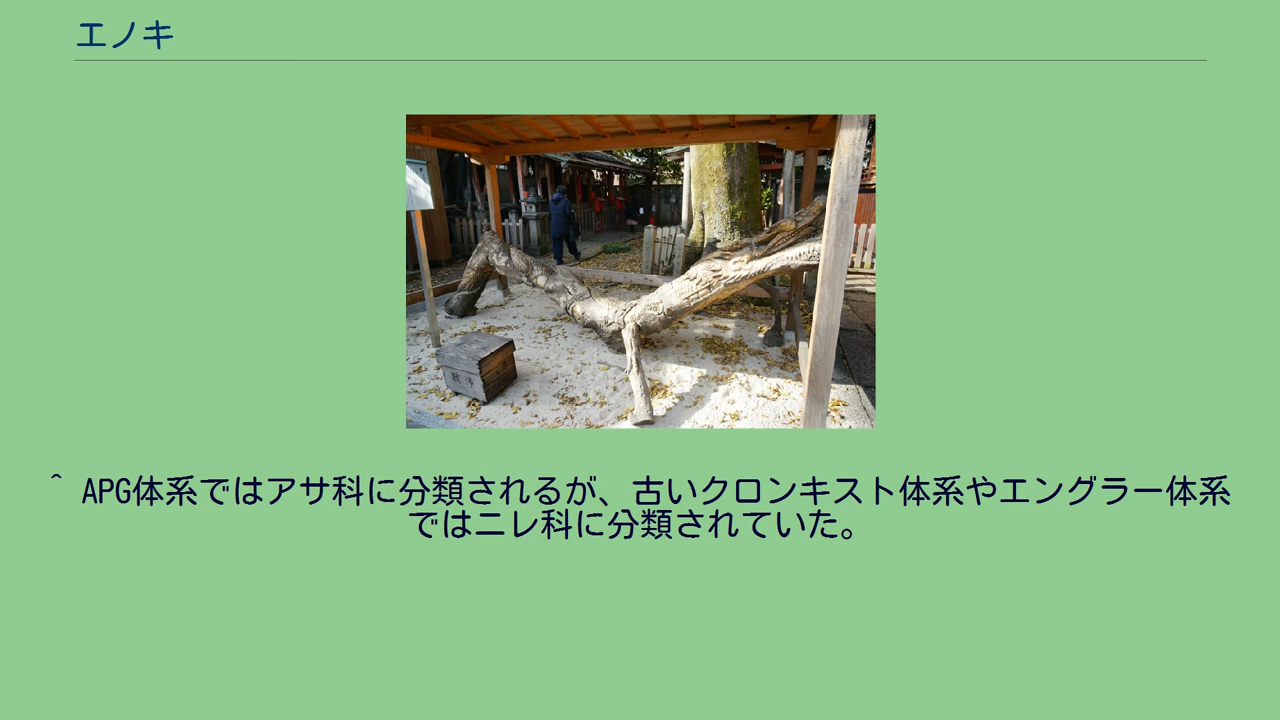 エノキ
^ APG体系ではアサ科に分類されるが、古いクロンキスト体系やエングラー体系
ではニレ科に分類されていた。